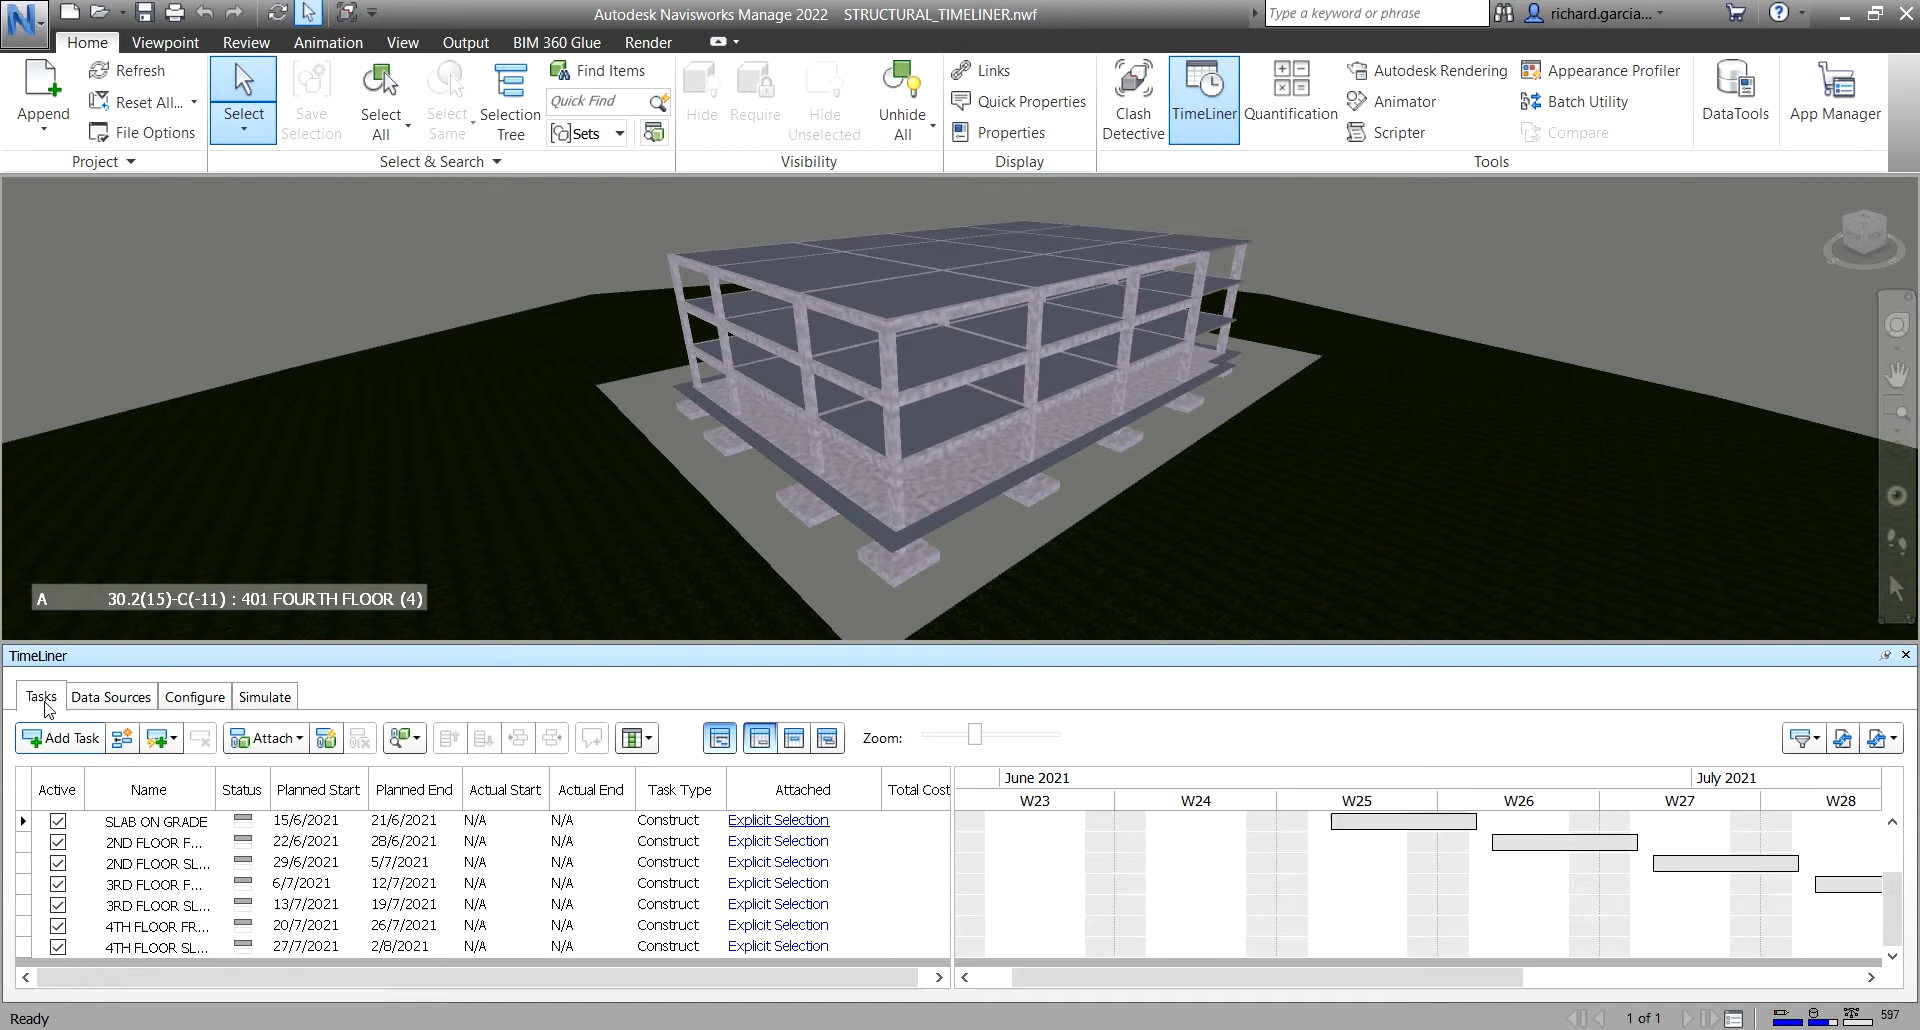 Autodesk Navisworks Manage 2022 STRUCTURAL_TIMELINER.nwf
Type a keyword or phrase
richard.garcia...
Home Viewpoint Review Animation View Output BIM 360 Glue Render
Append
Refresh
Reset All...
File Options
Project
Select
Save Selection
Select All
Select Same
Selection Tree
Find Items
Quick Find
Sets
Select & Search
Hide
Require
Hide Unselected
Unhide All
Visibility
Links
Quick Properties
Properties
Display
Clash Detective
TimeLiner
Quantification
Autodesk Rendering
Animator
Scripter
Appearance Profiler
Batch Utility
Compare
Tools
DataTools
App Manager
A 30.2(15)-C(-11) : 401 FOURTH FLOOR (4)
TimeLiner
Tasks Data Sources Configure Simulate
Add Task Attach Zoom:
Active Name Status Planned Start Planned End Actual Start Actual End Task Type Attached Total Cost
June 2021 July 2021
W23 W24 W25 W26 W27 W28
SLAB ON GRADE 15/6/2021 21/6/2021 N/A N/A Construct Explicit Selection
2ND FLOOR F... 22/6/2021 28/6/2021 N/A N/A Construct Explicit Selection
2ND FLOOR SL... 29/6/2021 5/7/2021 N/A N/A Construct Explicit Selection
3RD FLOOR F... 6/7/2021 12/7/2021 N/A N/A Construct Explicit Selection
3RD FLOOR SL... 13/7/2021 19/7/2021 N/A N/A Construct Explicit Selection
4TH FLOOR FR... 20/7/2021 26/7/2021 N/A N/A Construct Explicit Selection
4TH FLOOR SL... 27/7/2021 2/8/2021 N/A N/A Construct Explicit Selection
Ready 1 of 1 597